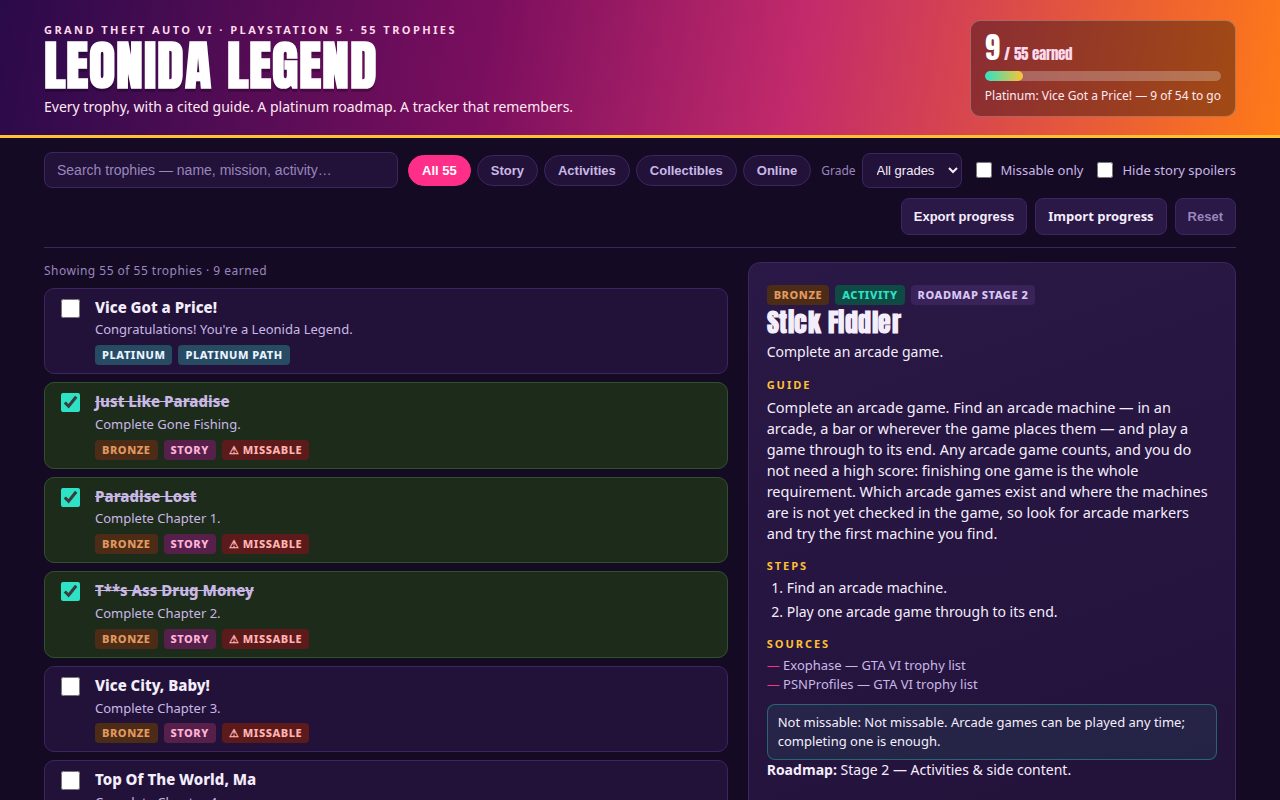 GRAND THEFT AUTO VI · PLAYSTATION 5 · 55 TROPHIES
LEONIDA LEGEND
Every trophy, with a cited guide. A platinum roadmap. A tracker that remembers.
9 / 55 earned
Platinum: Vice Got a Price! — 9 of 54 to go
Search trophies — name, mission, activity…
All 55
Story
Activities
Collectibles
Online
Grade
All grades
Missable only
Hide story spoilers
Export progress
Import progress
Reset
Showing 55 of 55 trophies · 9 earned
Vice Got a Price!
Congratulations! You're a Leonida Legend.
PLATINUM
PLATINUM PATH
Just Like Paradise
Complete Gone Fishing.
BRONZE
STORY
⚠ MISSABLE
Paradise Lost
Complete Chapter 1.
BRONZE
STORY
⚠ MISSABLE
T**s Ass Drug Money
Complete Chapter 2.
BRONZE
STORY
⚠ MISSABLE
Vice City, Baby!
Complete Chapter 3.
BRONZE
STORY
⚠ MISSABLE
Top Of The World, Ma
BRONZE
ACTIVITY
ROADMAP STAGE 2
Stick Fiddler
Complete an arcade game.
GUIDE
Complete an arcade game. Find an arcade machine — in an
arcade, a bar or wherever the game places them — and play a
game through to its end. Any arcade game counts, and you do
not need a high score: finishing one game is the whole
requirement. Which arcade games exist and where the machines
are is not yet checked in the game, so look for arcade markers
and try the first machine you find.
STEPS
1. Find an arcade machine.
2. Play one arcade game through to its end.
SOURCES
— Exophase — GTA VI trophy list
— PSNProfiles — GTA VI trophy list
Not missable: Not missable. Arcade games can be played any time;
completing one is enough.
Roadmap: Stage 2 — Activities & side content.